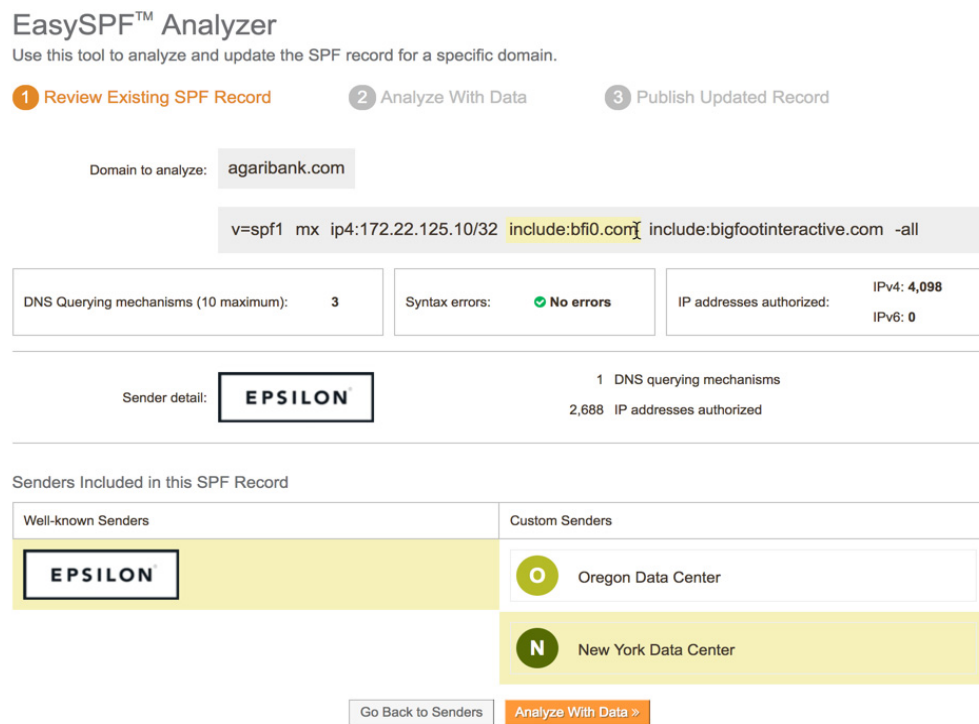 EasySPF™ Analyzer
Use this tool to analyze and update the SPF record for a specific domain.
1 Review Existing SPF Record 2 Analyze With Data 3 Publish Updated Record
Domain to analyze: agaribank.com
v=spf1 mx ip4:172.22.125.10/32 include:bfi0.com include:bigfootinteractive.com -all
DNS Querying mechanisms (10 maximum): 3 Syntax errors: No errors IP addresses authorized: IPv4: 4,098
IPv6: 0
Sender detail: EPSILON 1 DNS querying mechanisms
2,688 IP addresses authorized
Senders Included in this SPF Record
Well-known Senders Custom Senders
EPSILON O Oregon Data Center
N New York Data Center
Go Back to Senders Analyze With Data »